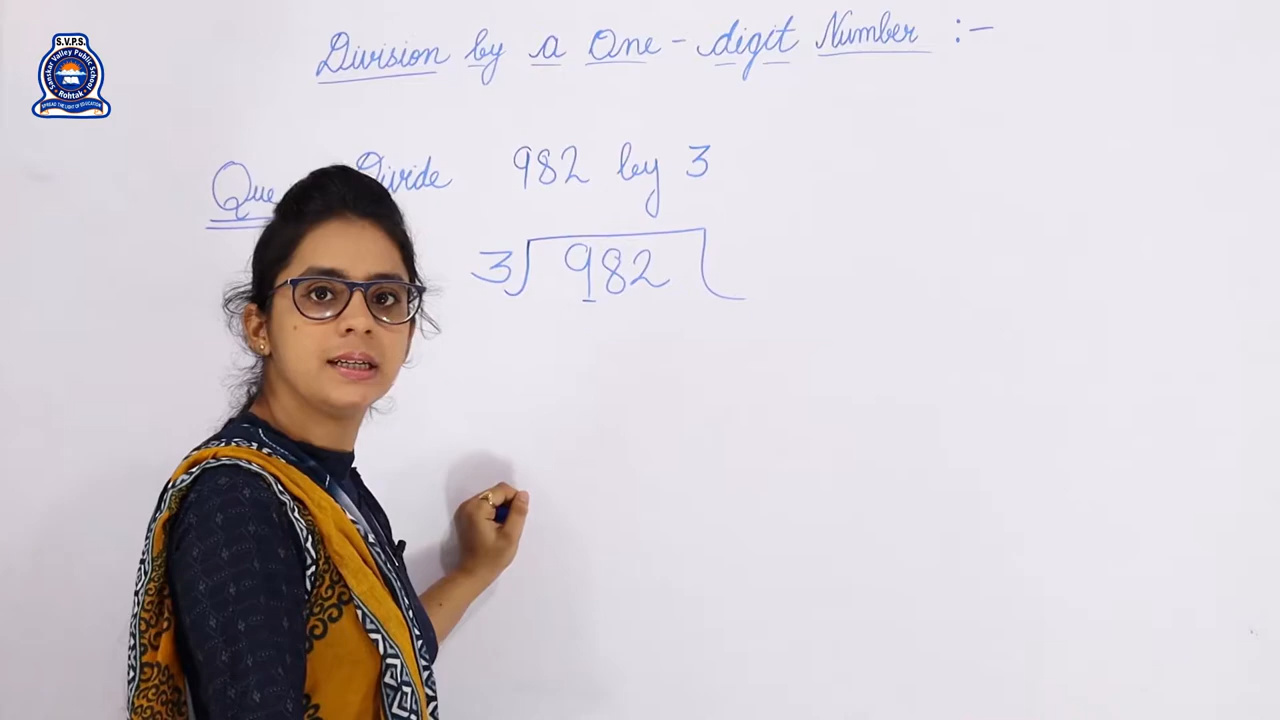 S.V.P.S.
Sanskar Valley Public School
Rohtak
SPREAD THE LIGHT OF EDUCATION
Division by a One-digit Number :-
Que Divide 982 by 3
3 982